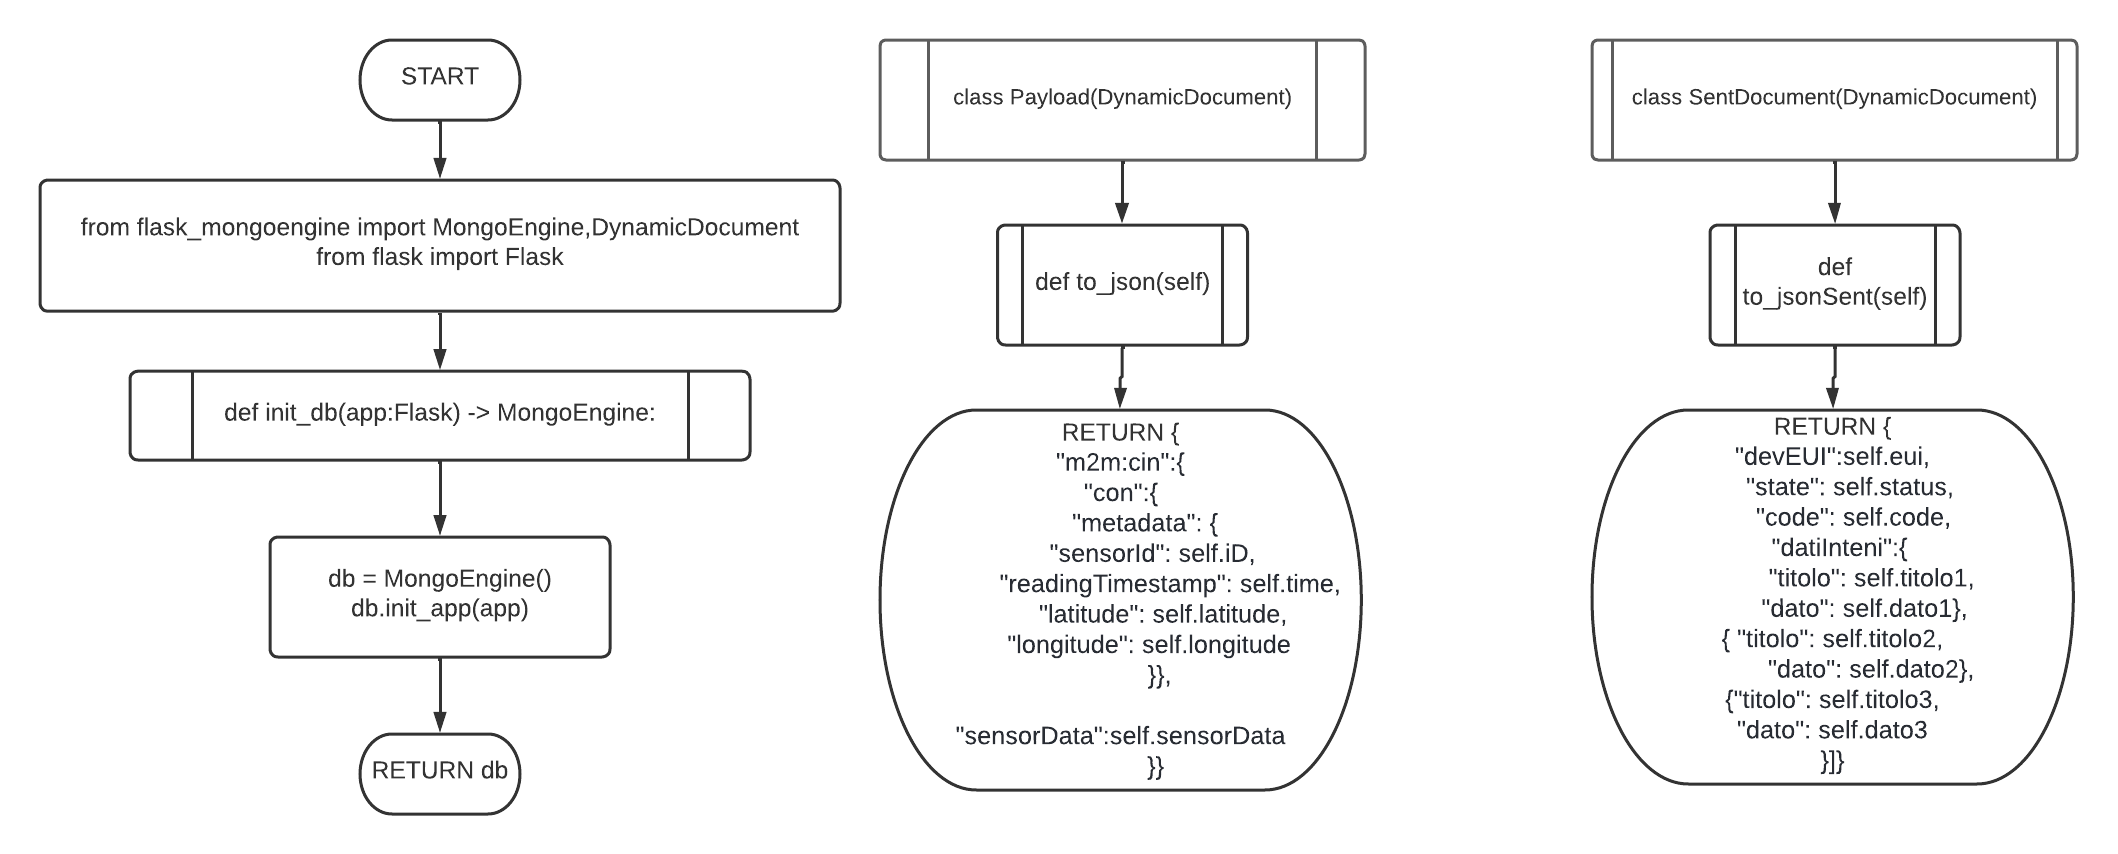 START
from flask_mongoengine import MongoEngine,DynamicDocument
from flask import Flask
def init_db(app:Flask) -> MongoEngine:
db = MongoEngine()
db.init_app(app)
RETURN db
class Payload(DynamicDocument)
def to_json(self)
RETURN {
"m2m:cin":{
"con":{
"metadata": {
"sensorId": self.iD,
"readingTimestamp": self.time,
"latitude": self.latitude,
"longitude": self.longitude
}},
"sensorData":self.sensorData
}}
class SentDocument(DynamicDocument)
def
to_jsonSent(self)
RETURN {
"devEUI":self.eui,
"state": self.status,
"code": self.code,
"datiInteni":{
"titolo": self.titolo1,
"dato": self.dato1},
{ "titolo": self.titolo2,
"dato": self.dato2},
{"titolo": self.titolo3,
"dato": self.dato3
}]}